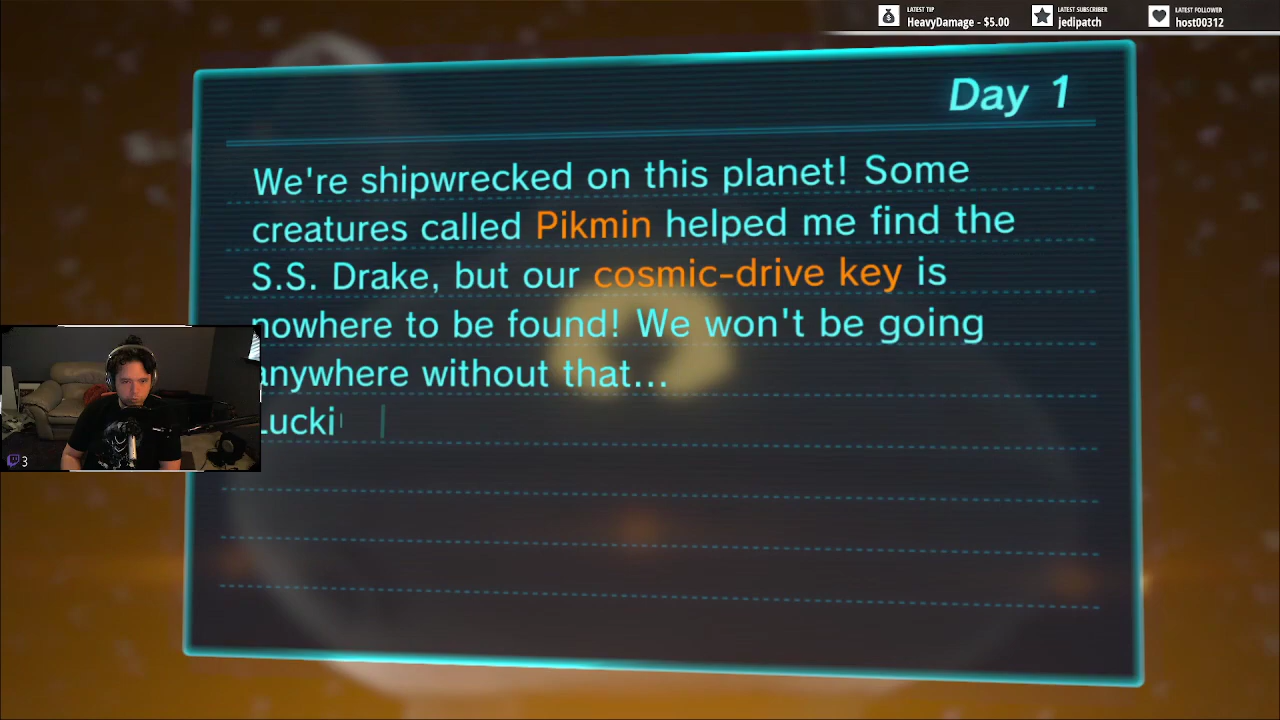 LATEST TIP
HeavyDamage - $5.00
LATEST SUBSCRIBER
jedipatch
LATEST FOLLOWER
host00312
Day 1
We're shipwrecked on this planet! Some
creatures called Pikmin helped me find the
S.S. Drake, but our cosmic-drive key is
nowhere to be found! We won't be going
anywhere without that...
Lucki
3